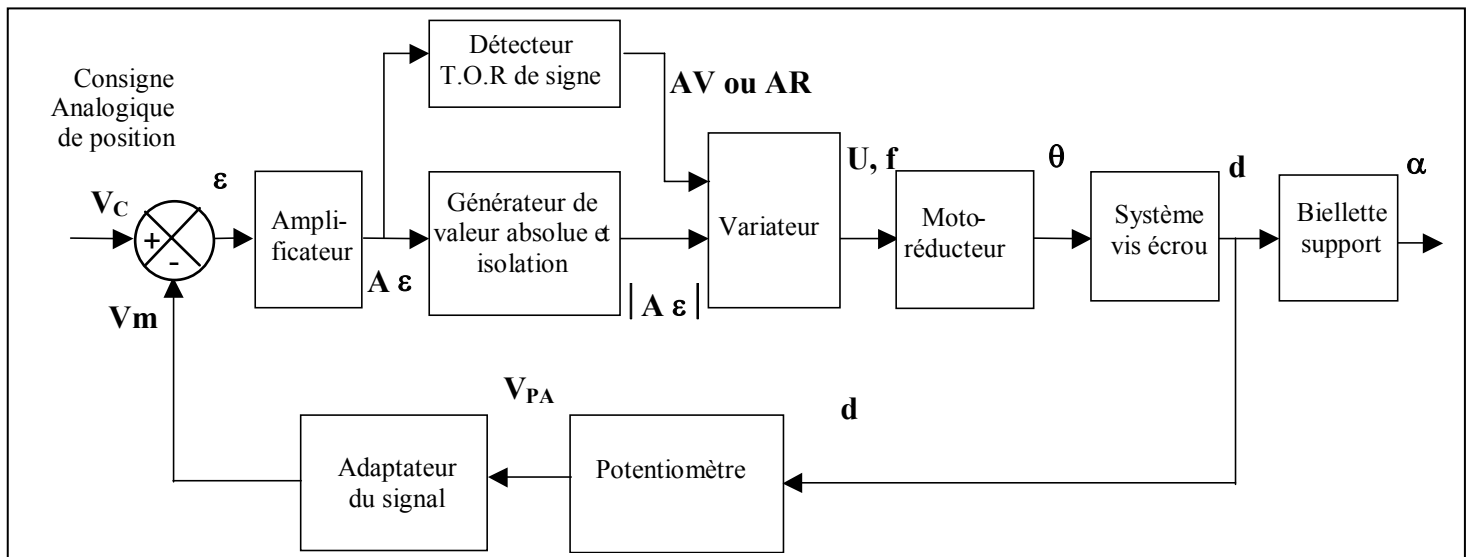 Détecteur
T.O.R de signe
Consigne
Analogique
de position
AV ou AR
U, f
θ
d
α
ε
V_C
+
-
Ampli-
ficateur
Générateur de
valeur absolue et
isolation
Variateur
Moto-
réducteur
Système
vis écrou
Biellette
support
A ε
| A ε |
Vm
V_PA
d
Adaptateur
du signal
Potentiomètre